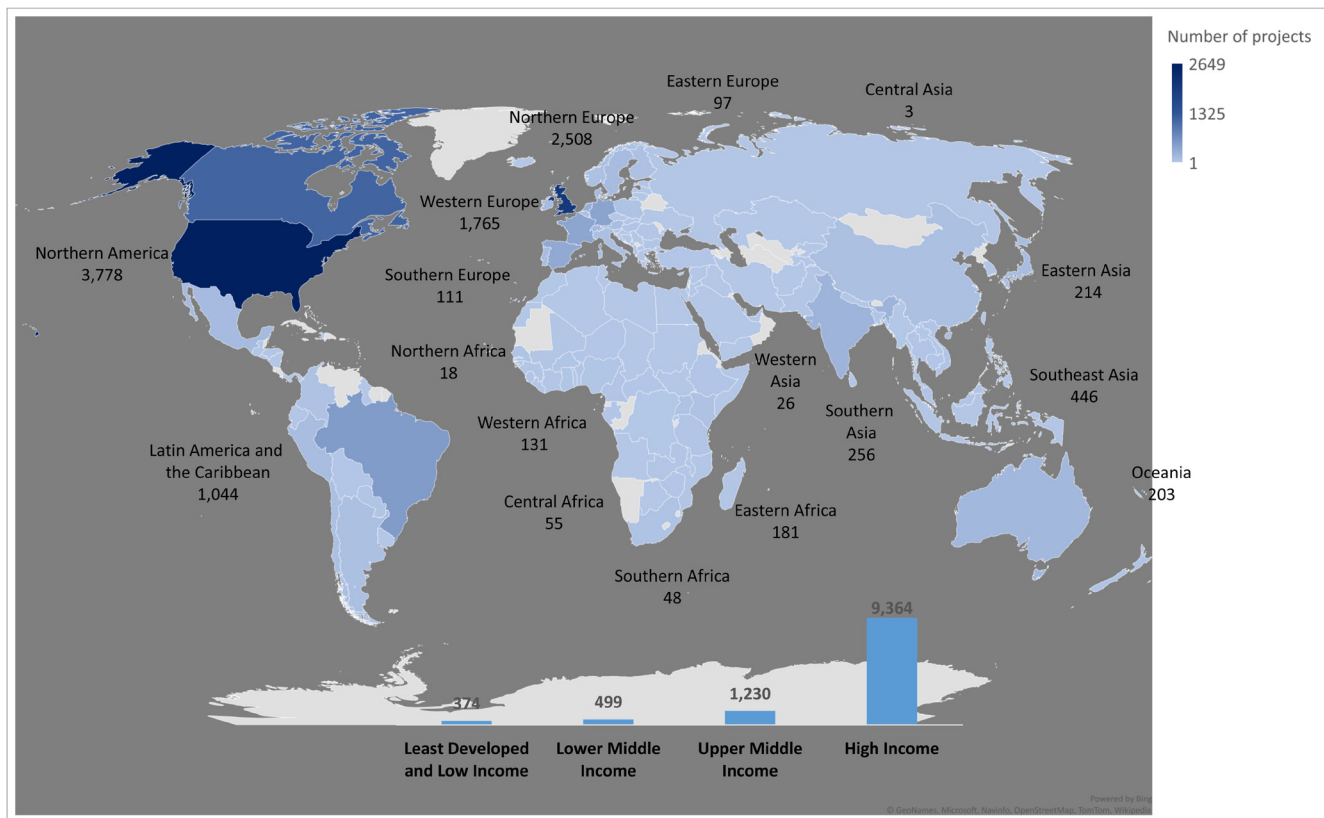 Number of projects
2649
1325
1
Eastern Europe
97
Central Asia
3
Northern Europe
2,508
Western Europe
1,765
Northern America
3,778
Southern Europe
111
Eastern Asia
214
Northern Africa
18
Western
Asia
26
Southeast Asia
446
Southern
Asia
256
Western Africa
131
Latin America and
the Caribbean
1,044
Oceania
203
Central Africa
55
Eastern Africa
181
Southern Africa
48
374
499
1,230
9,364
Least Developed
and Low Income
Lower Middle
Income
Upper Middle
Income
High Income
Powered by Bing
© GeoNames, Microsoft, Navinfo, OpenStreetMap, TomTom, Wikipedia